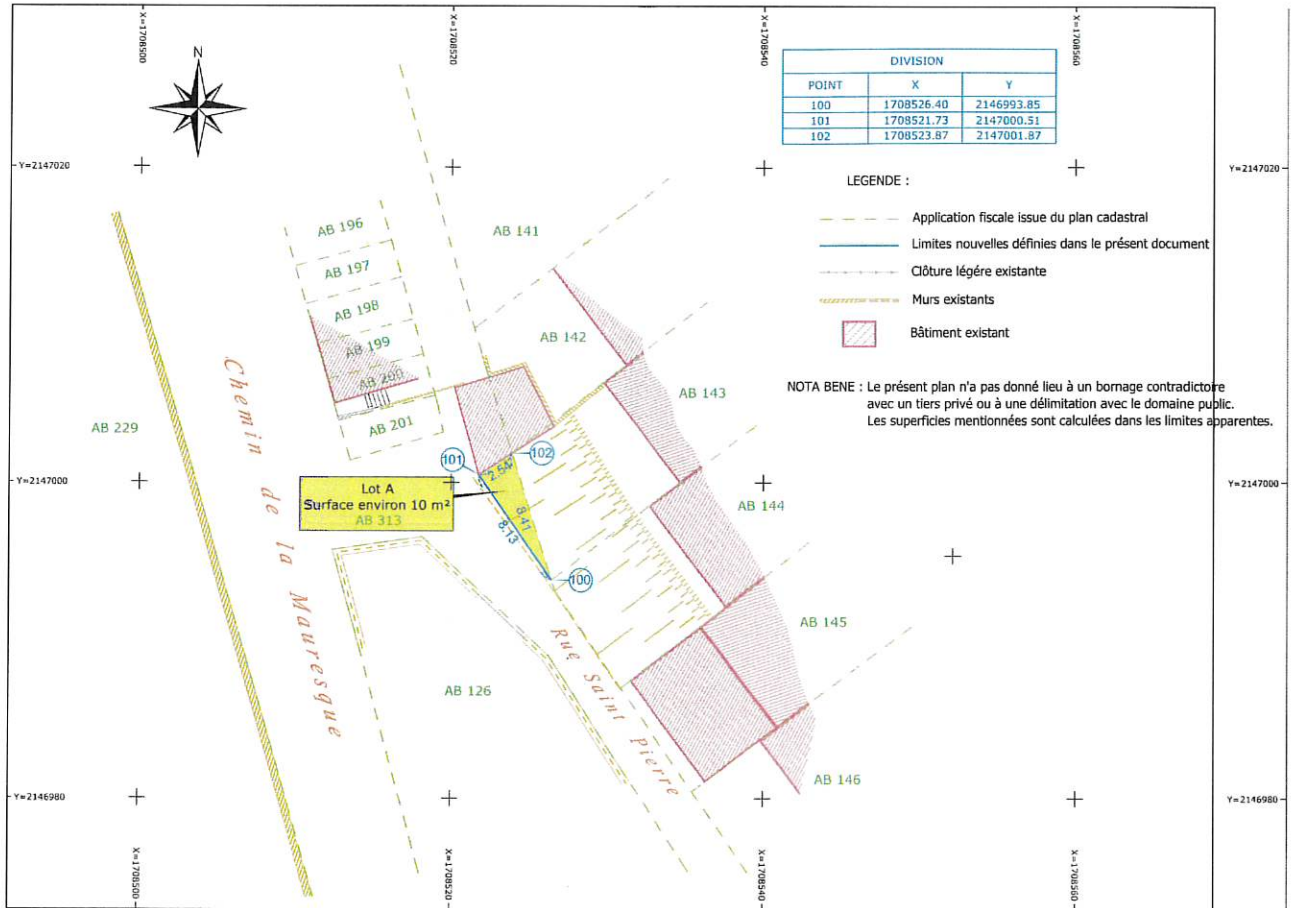 X=1708500
X=1708520
X=1708540
X=1708560
N
DIVISION
POINT X Y
100 1708526.40 2146993.85
101 1708521.73 2147000.51
102 1708523.87 2147001.87
Y=2147020
Y=2147020
LEGENDE :
Application fiscale issue du plan cadastral
Limites nouvelles définies dans le présent document
Clôture légére existante
Murs existants
Bâtiment existant
NOTA BENE : Le présent plan n'a pas donné lieu à un bornage contradictoire
avec un tiers privé ou à une délimitation avec le domaine public.
Les superficies mentionnées sont calculées dans les limites apparentes.
AB 196
AB 141
AB 197
AB 198
AB 199
AB 142
AB 200
AB 143
AB 201
AB 229
Chemin de la Mauresque
101
102
2.54
Y=2147000
Y=2147000
Lot A
Surface environ 10 m²
AB 313
8.41
8.13
AB 144
100
AB 145
Rue Saint Pierre
AB 126
AB 146
Y=2146980
Y=2146980
X=1708500
X=1708520
X=1708540
X=1708560